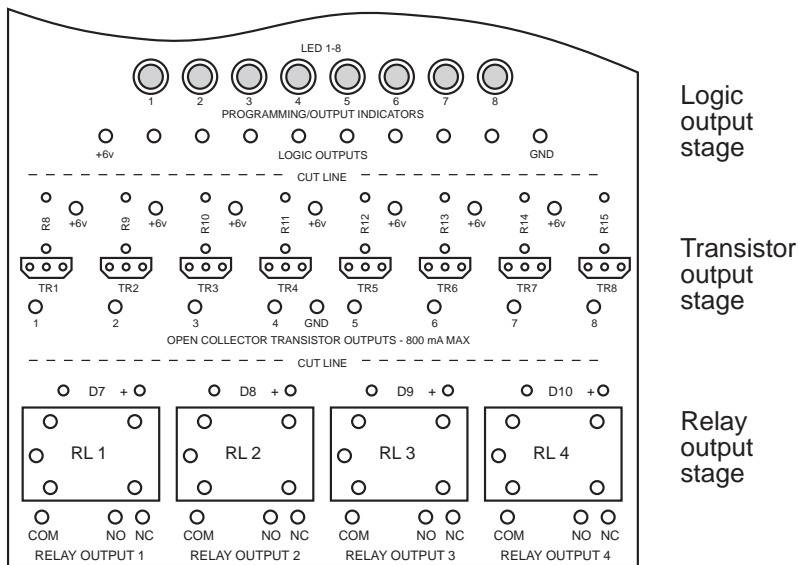 LED 1-8
1 2 3 4 5 6 7 8
PROGRAMMING/OUTPUT INDICATORS
+6v LOGIC OUTPUTS GND
CUT LINE
Logic
output
stage
R8 +6v R9 +6v R10 +6v R11 +6v R12 +6v R13 +6v R14 +6v R15
TR1 TR2 TR3 TR4 TR5 TR6 TR7 TR8
1 2 3 4 GND 5 6 7 8
OPEN COLLECTOR TRANSISTOR OUTPUTS - 800 mA MAX
CUT LINE
Transistor
output
stage
D7 + D8 + D9 + D10 +
RL 1 RL 2 RL 3 RL 4
COM NO NC COM NO NC COM NO NC COM NO NC
RELAY OUTPUT 1 RELAY OUTPUT 2 RELAY OUTPUT 3 RELAY OUTPUT 4
Relay
output
stage